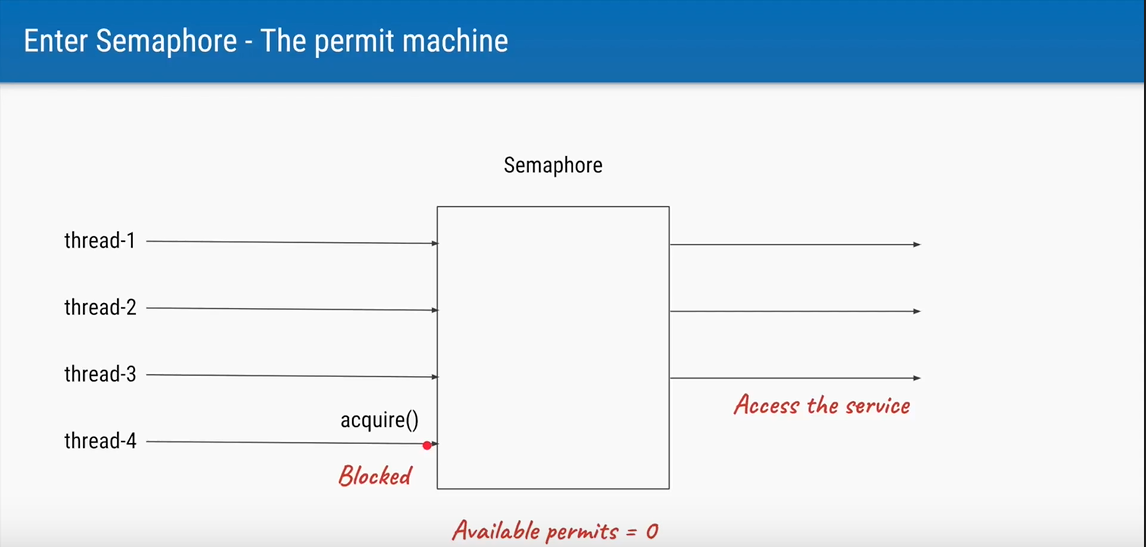 Enter Semaphore - The permit machine
Semaphore
thread-1
thread-2
thread-3
Access the service
acquire()
thread-4
Blocked
Available permits = 0